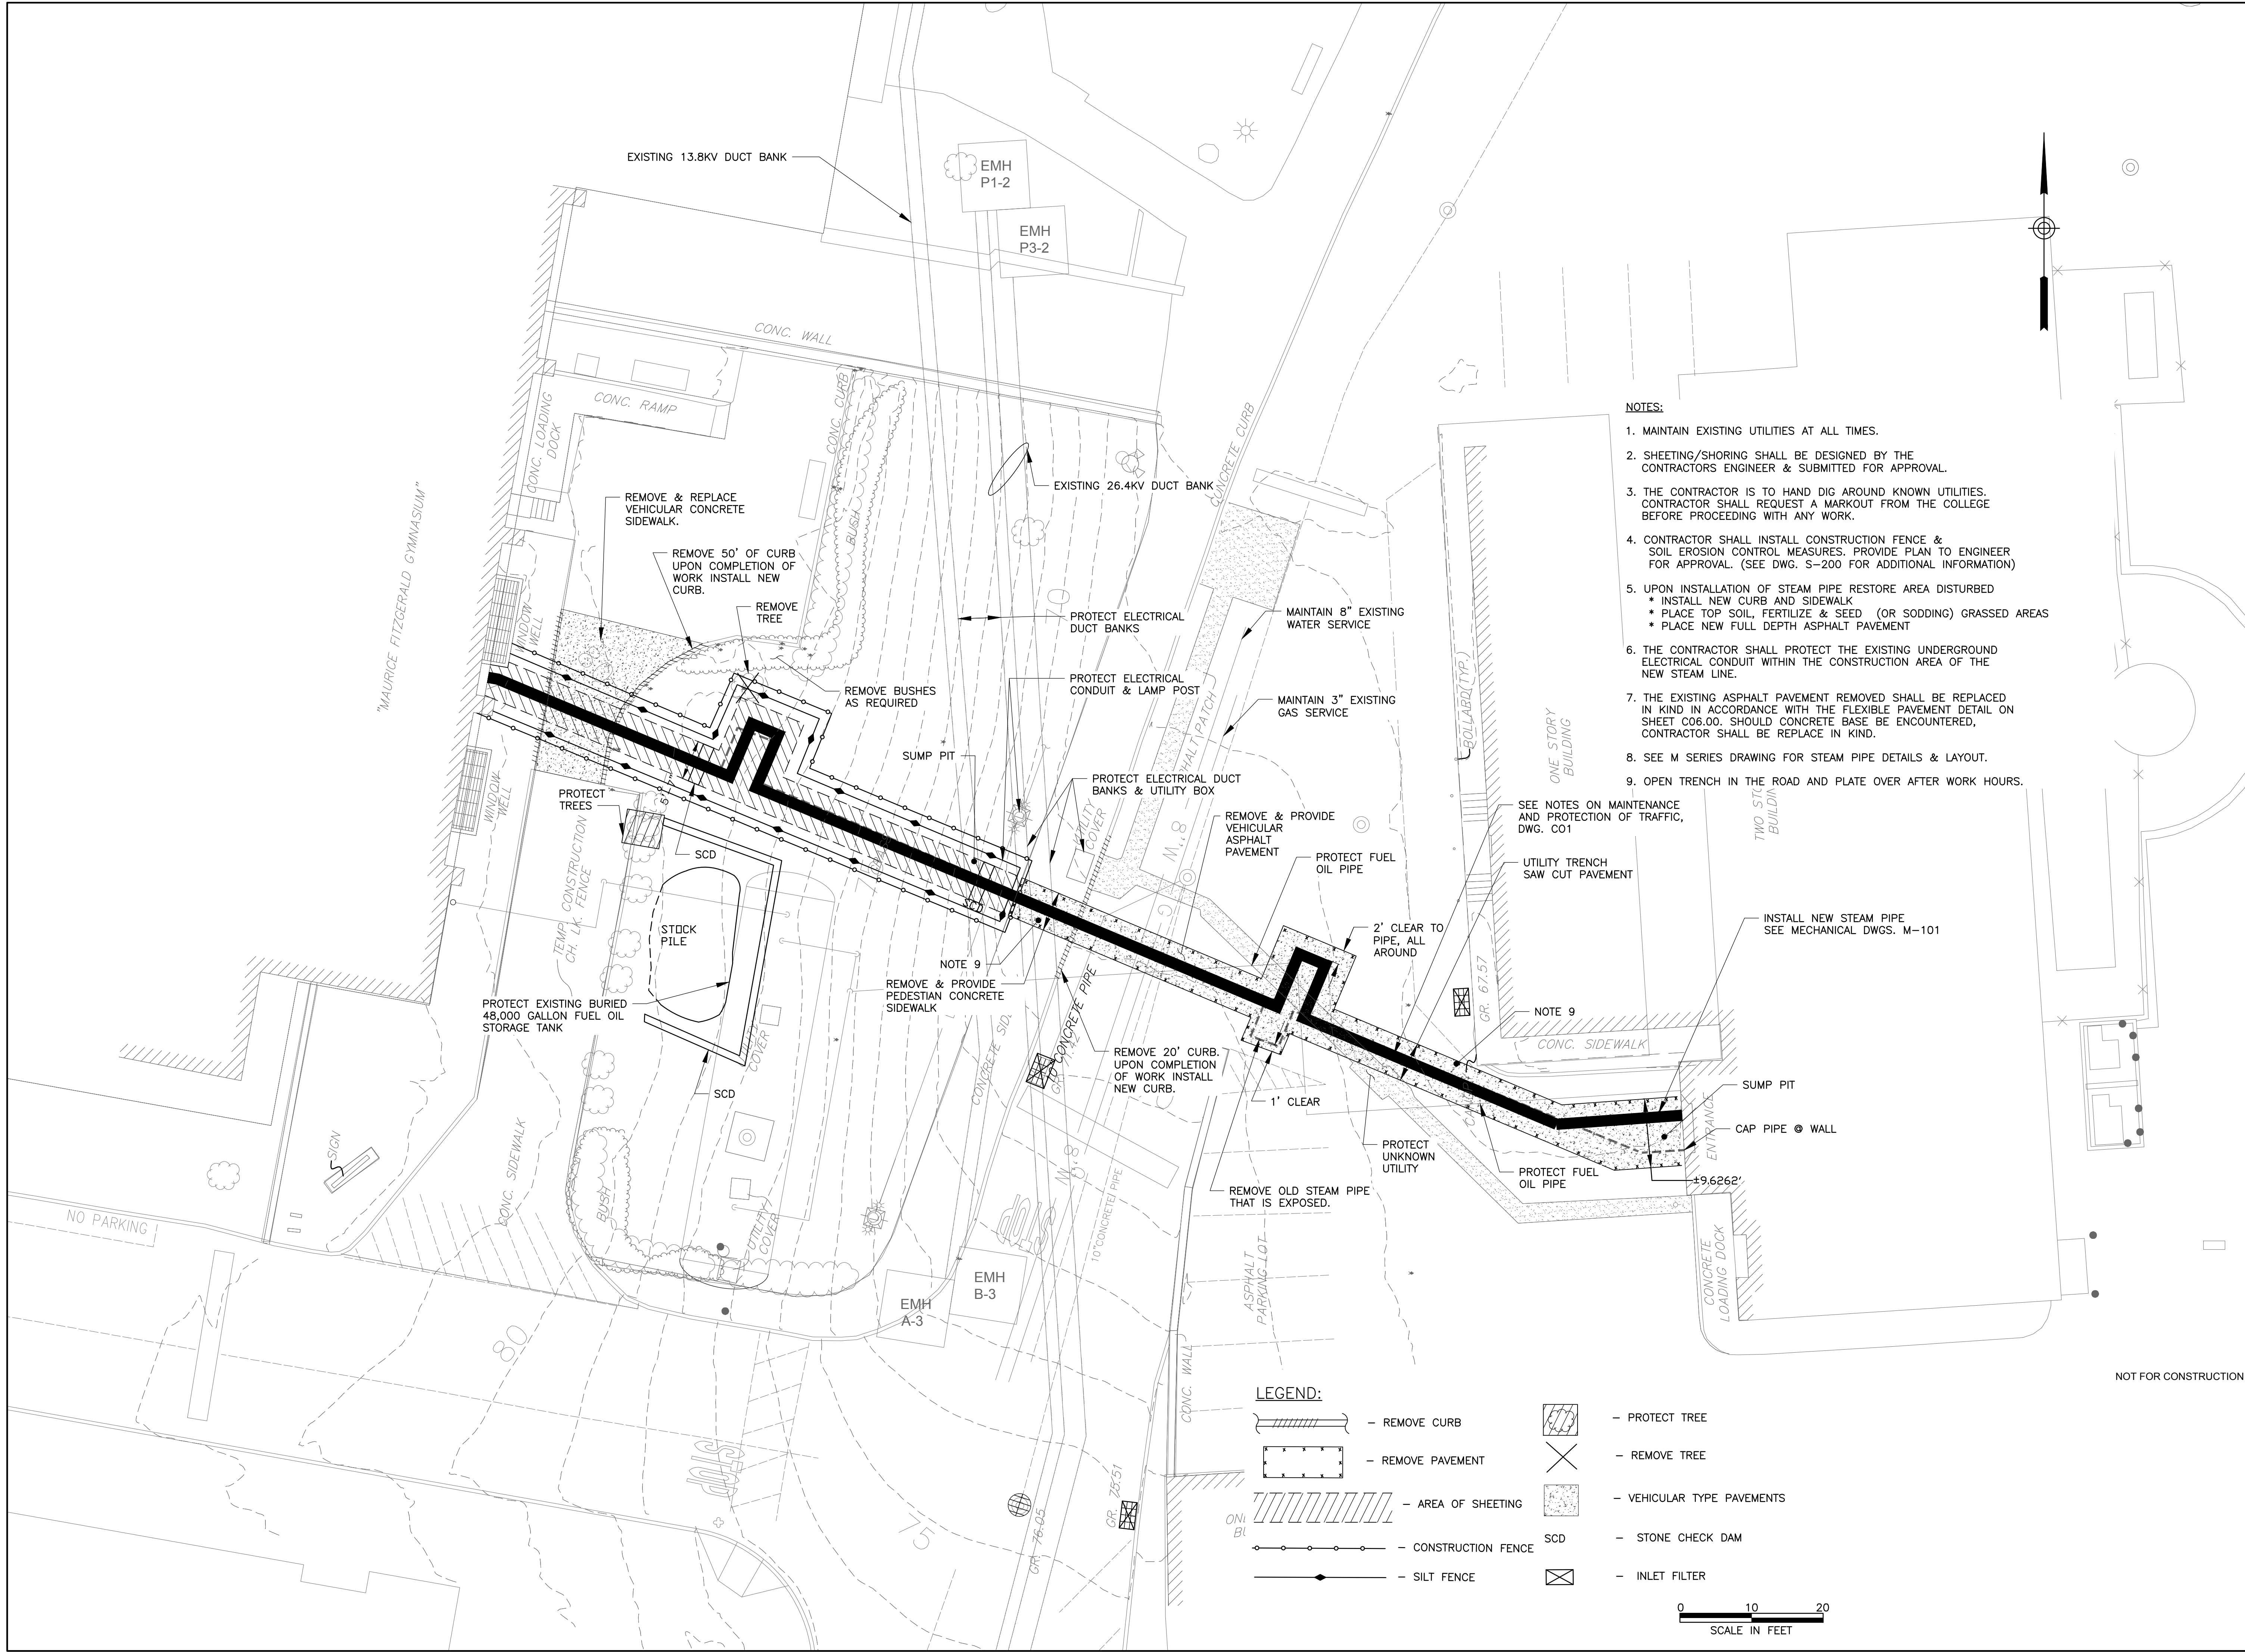 EXISTING 13.8KV DUCT BANK
EMH
P1-2
EMH
P3-2
CONC. WALL
CONC. RAMP
CONC. LOADING
DOCK
CONC. CURB
BUSH
CONCRETE CURB
EXISTING 26.4KV DUCT BANK
"MAURICE FITZGERALD GYMNASIUM"
REMOVE & REPLACE
VEHICULAR CONCRETE
SIDEWALK.
REMOVE 50' OF CURB
UPON COMPLETION OF
WORK INSTALL NEW
CURB.
REMOVE
TREE
WINDOW
WELL
70
PROTECT ELECTRICAL
DUCT BANKS
MAINTAIN 8" EXISTING
WATER SERVICE
PROTECT ELECTRICAL
CONDUIT & LAMP POST
REMOVE BUSHES
AS REQUIRED
MAINTAIN 3" EXISTING
GAS SERVICE
SUMP PIT
WINDOW
WELL
PROTECT
TREES
PROTECT ELECTRICAL DUCT
BANKS & UTILITY BOX
UTILITY
COVER
8"W
REMOVE & PROVIDE
VEHICULAR
ASPHALT
PAVEMENT
PROTECT FUEL
OIL PIPE
BOLLARD(TYP.)
ONE STORY
BUILDING
SEE NOTES ON MAINTENANCE
AND PROTECTION OF TRAFFIC,
DWG. CO1
UTILITY TRENCH
SAW CUT PAVEMENT
INSTALL NEW STEAM PIPE
SEE MECHANICAL DWGS. M-101
SCD
TEMP. CONSTRUCTION
CH. LK. FENCE
STOCK
PILE
G
2' CLEAR TO
PIPE, ALL
AROUND
GR. 67.57
NOTE 9
NOTE 9
CONC. SIDEWALK
REMOVE & PROVIDE
PEDESTIAN CONCRETE
SIDEWALK
PROTECT EXISTING BURIED
48,000 GALLON FUEL OIL
STORAGE TANK
10" CONCRETE PIPE
REMOVE 20' CURB.
UPON COMPLETION
OF WORK INSTALL
NEW CURB.
1' CLEAR
SUMP PIT
ENTRANCE
CAP PIPE @ WALL
PROTECT
UNKNOWN
UTILITY
PROTECT FUEL
OIL PIPE
±9.6262'
REMOVE OLD STEAM PIPE
THAT IS EXPOSED.
SCD
COVER
SIGN
NO PARKING
CONC. SIDEWALK
BUSH
UTILITY
COVER
STOP
8"W
10"CONCRETE PIPE
ASPHALT
PARKING LOT
CONCRETE
LOADING DOCK
EMH
A-3
EMH
B-3
80
CONC. WALL
STOP
75
GR. 76.05
GR. 75.51
NOTES:
1. MAINTAIN EXISTING UTILITIES AT ALL TIMES.
2. SHEETING/SHORING SHALL BE DESIGNED BY THE
CONTRACTORS ENGINEER & SUBMITTED FOR APPROVAL.
3. THE CONTRACTOR IS TO HAND DIG AROUND KNOWN UTILITIES.
CONTRACTOR SHALL REQUEST A MARKOUT FROM THE COLLEGE
BEFORE PROCEEDING WITH ANY WORK.
4. CONTRACTOR SHALL INSTALL CONSTRUCTION FENCE &
SOIL EROSION CONTROL MEASURES. PROVIDE PLAN TO ENGINEER
FOR APPROVAL. (SEE DWG. S-200 FOR ADDITIONAL INFORMATION)
5. UPON INSTALLATION OF STEAM PIPE RESTORE AREA DISTURBED
* INSTALL NEW CURB AND SIDEWALK
* PLACE TOP SOIL, FERTILIZE & SEED (OR SODDING) GRASSED AREAS
* PLACE NEW FULL DEPTH ASPHALT PAVEMENT
6. THE CONTRACTOR SHALL PROTECT THE EXISTING UNDERGROUND
ELECTRICAL CONDUIT WITHIN THE CONSTRUCTION AREA OF THE
NEW STEAM LINE.
7. THE EXISTING ASPHALT PAVEMENT REMOVED SHALL BE REPLACED
IN KIND IN ACCORDANCE WITH THE FLEXIBLE PAVEMENT DETAIL ON
SHEET C06.00. SHOULD CONCRETE BASE BE ENCOUNTERED,
CONTRACTOR SHALL BE REPLACE IN KIND.
8. SEE M SERIES DRAWING FOR STEAM PIPE DETAILS & LAYOUT.
9. OPEN TRENCH IN THE ROAD AND PLATE OVER AFTER WORK HOURS.
NOT FOR CONSTRUCTION
LEGEND:
- REMOVE CURB
- REMOVE PAVEMENT
- AREA OF SHEETING
- CONSTRUCTION FENCE
- SILT FENCE
- PROTECT TREE
- REMOVE TREE
- VEHICULAR TYPE PAVEMENTS
SCD - STONE CHECK DAM
- INLET FILTER
0 10 20
SCALE IN FEET